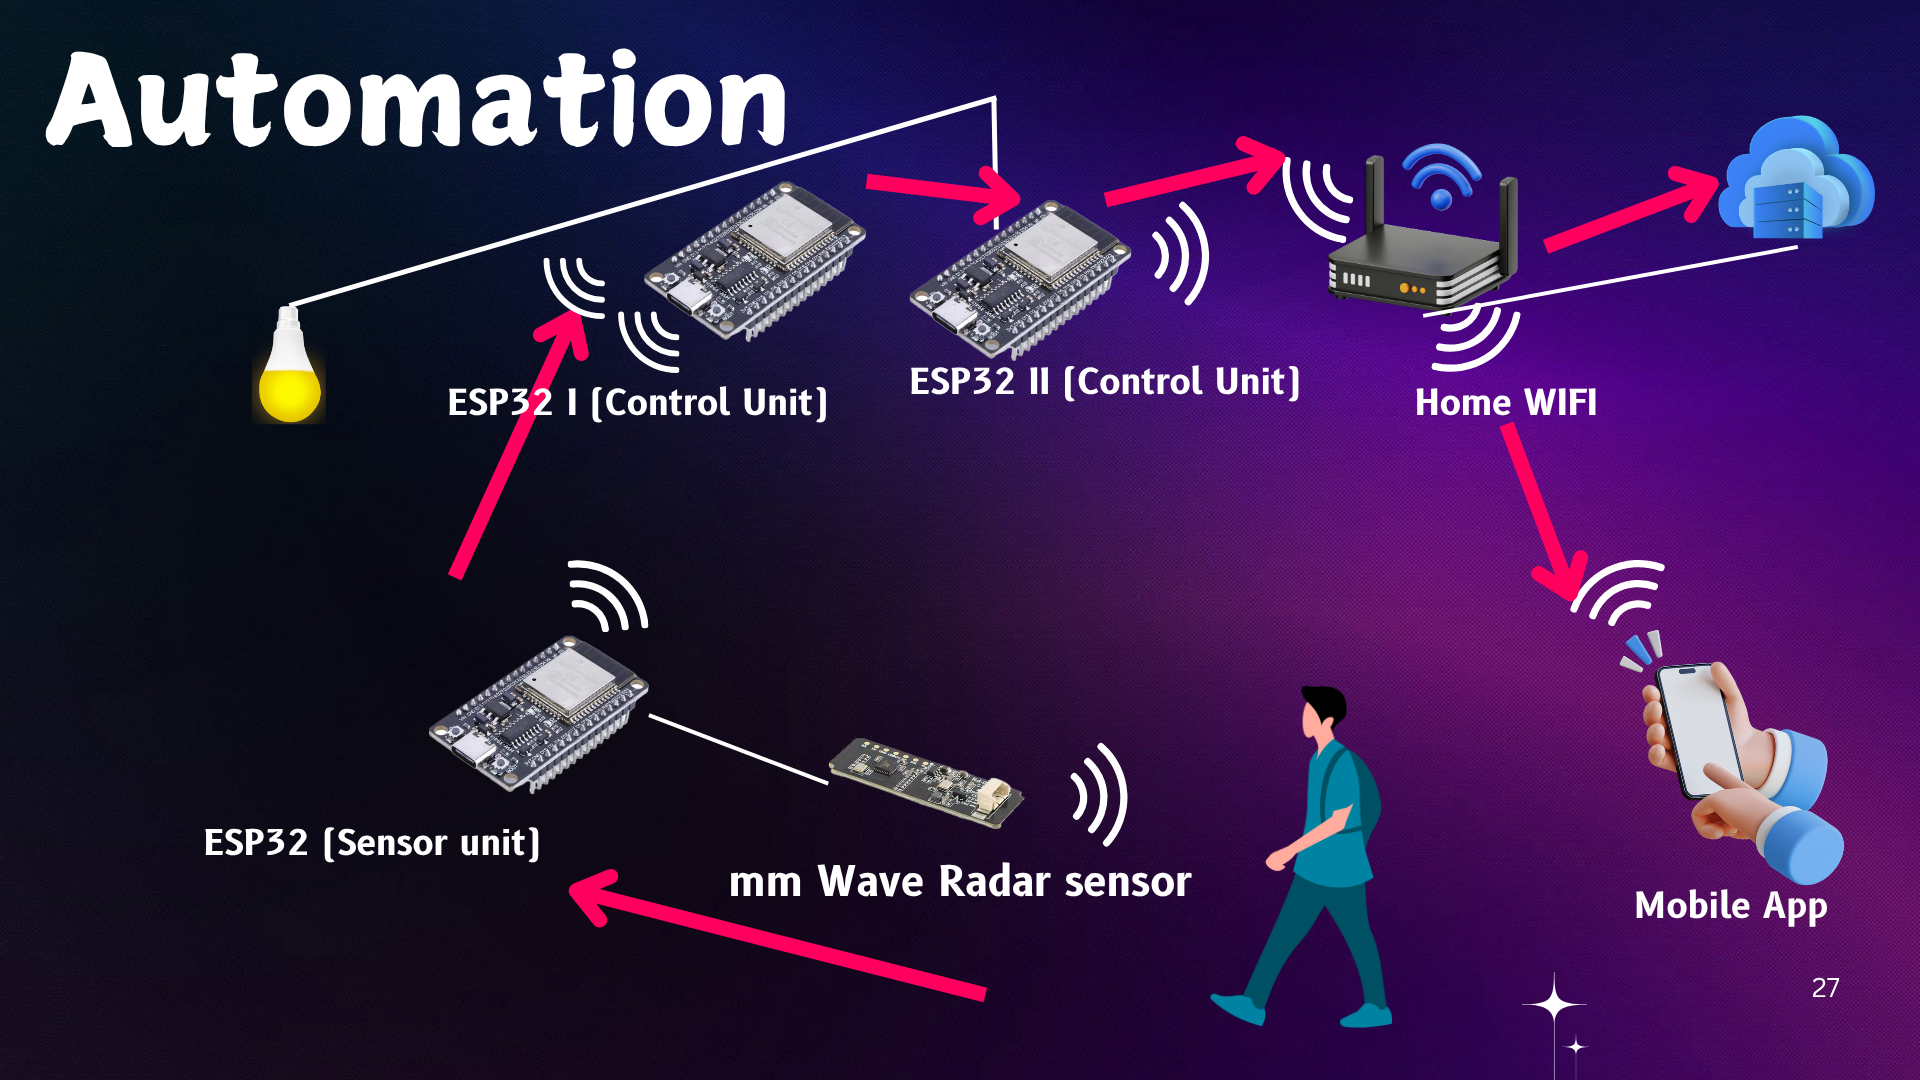 Automation
ESP32 I (Control Unit)
ESP32 II (Control Unit)
Home WIFI
ESP32 (Sensor unit)
mm Wave Radar sensor
Mobile App
27